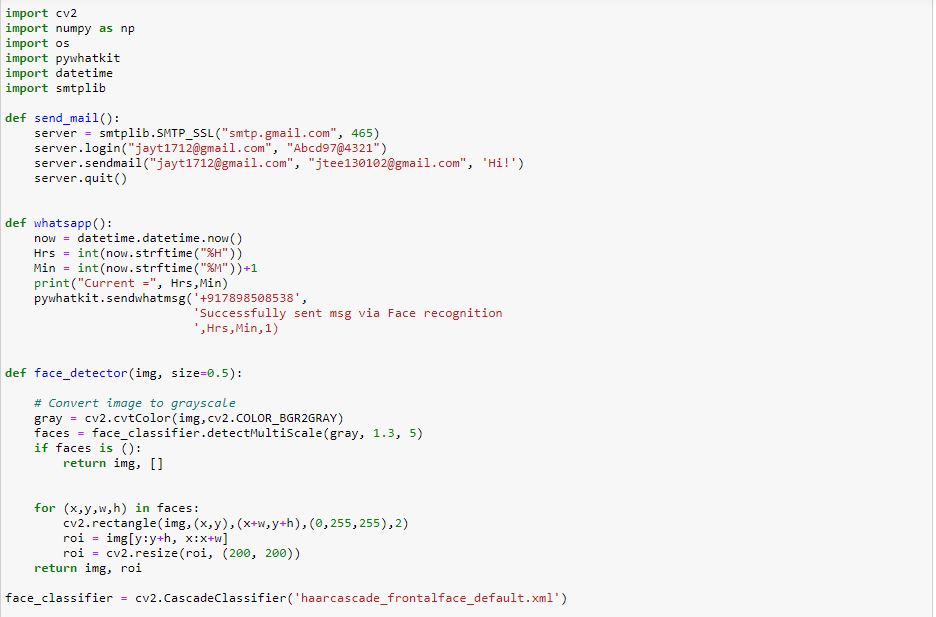 import cv2
import numpy as np
import os
import pywhatkit
import datetime
import smtplib

def send_mail():
    server = smtplib.SMTP_SSL("smtp.gmail.com", 465)
    server.login("jayt1712@gmail.com", "Abcd97@4321")
    server.sendmail("jayt1712@gmail.com", "jtee130102@gmail.com", 'Hi!')
    server.quit()


def whatsapp():
    now = datetime.datetime.now()
    Hrs = int(now.strftime("%H"))
    Min = int(now.strftime("%M"))+1
    print("Current =", Hrs,Min)
    pywhatkit.sendwhatmsg('+917898508538',
                          'Successfully sent msg via Face recognition
                          ',Hrs,Min,1)


def face_detector(img, size=0.5):

    # Convert image to grayscale
    gray = cv2.cvtColor(img,cv2.COLOR_BGR2GRAY)
    faces = face_classifier.detectMultiScale(gray, 1.3, 5)
    if faces is ():
        return img, []


    for (x,y,w,h) in faces:
        cv2.rectangle(img,(x,y),(x+w,y+h),(0,255,255),2)
        roi = img[y:y+h, x:x+w]
        roi = cv2.resize(roi, (200, 200))
    return img, roi

face_classifier = cv2.CascadeClassifier('haarcascade_frontalface_default.xml')